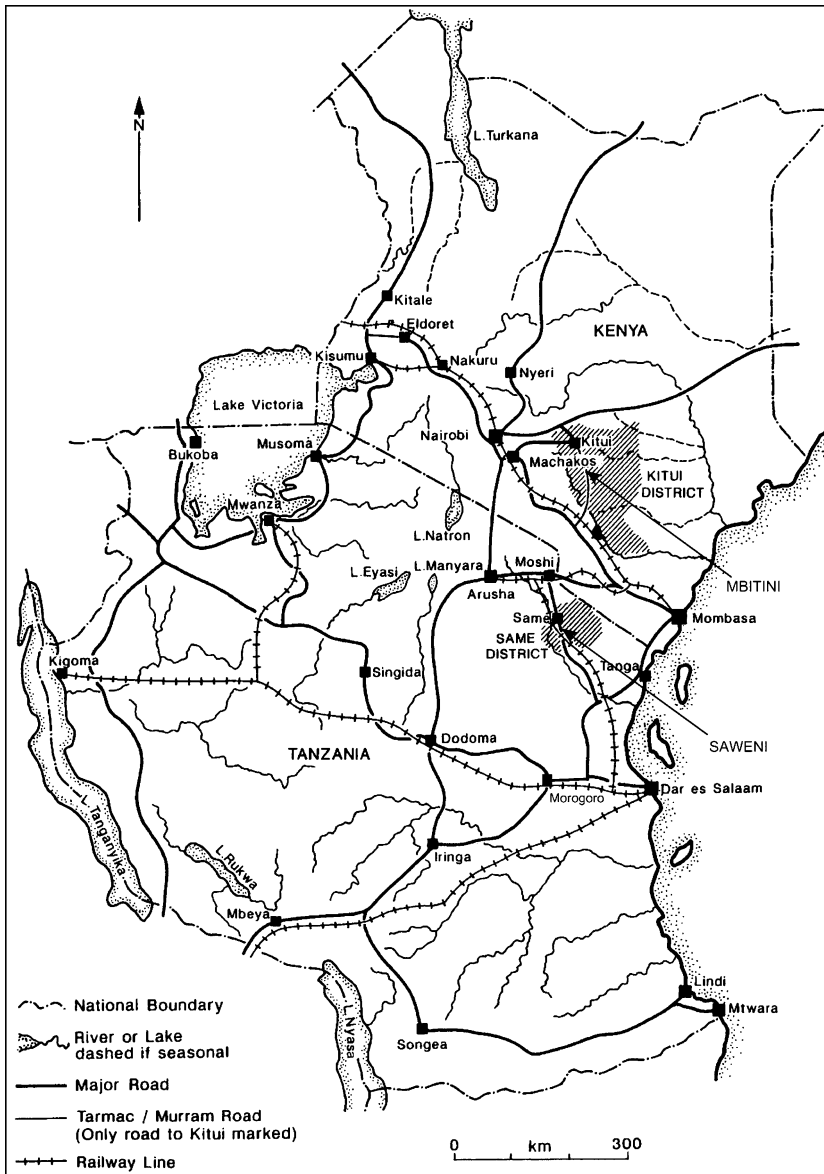 N
L.Turkana
Kitale
Eldoret
KENYA
Kisumu
Nakuru
Nyeri
Lake Victoria
Nairobi
Kitui
Bukoba
Musoma
Machakos
KITUI
DISTRICT
Mwanza
L.Natron
MBITINI
L.Eyasi
L.Manyara
Moshi
Arusha
Same
Mombasa
SAME
DISTRICT
Kigoma
Singida
Tanga
SAWENI
Dodoma
TANZANIA
Morogoro
Dar es Salaam
L.Tanganyika
Iringa
L.Rukwa
Mbeya
Lindi
Mtwara
L.Nyasa
Songea
National Boundary
River or Lake
dashed if seasonal
Major Road
Tarmac / Murram Road
(Only road to Kitui marked)
Railway Line
0 km 300